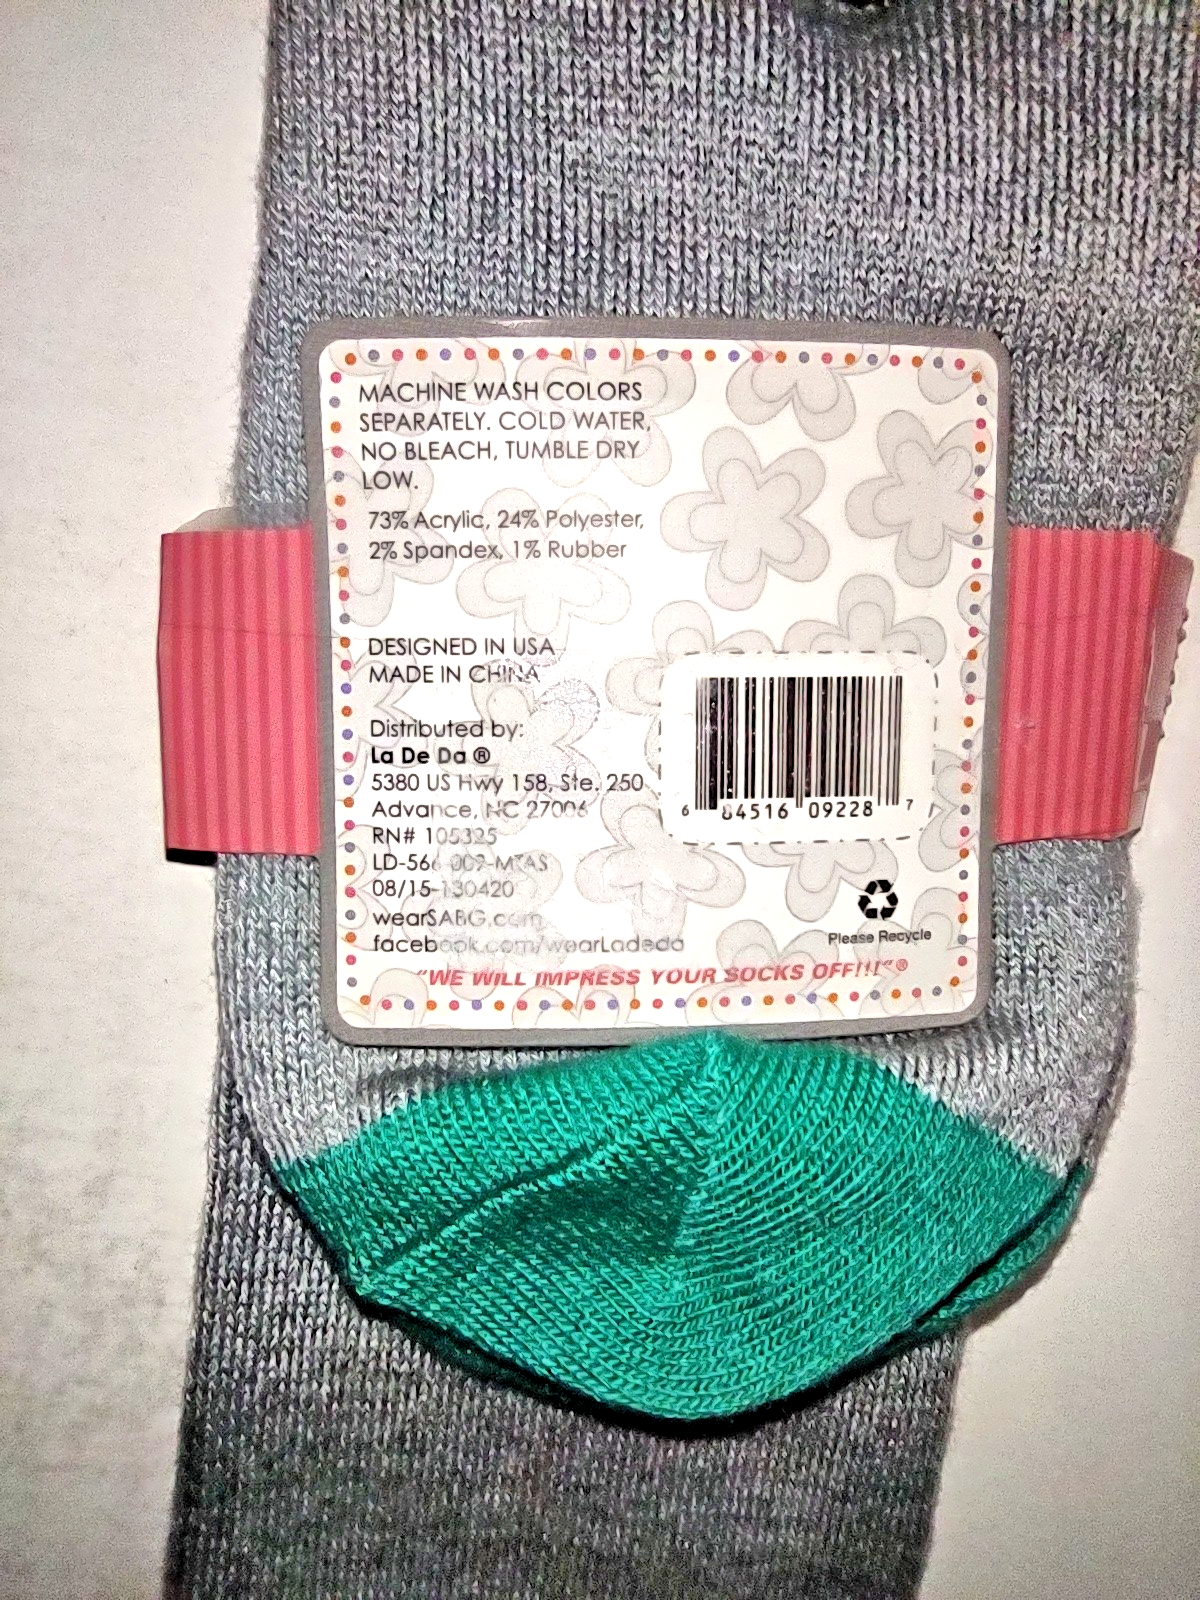 MACHINE WASH COLORS
SEPARATELY. COLD WATER,
NO BLEACH, TUMBLE DRY
LOW.
73% Acrylic, 24% Polyester,
2% Spandex, 1% Rubber
DESIGNED IN USA
MADE IN CHINA
Distributed by:
La De Da ®
5380 US Hwy 158, Ste. 250
Advance, NC 27006
RN# 105325
08/15-130420
wearSABG.com
facebook.com/wearLadeda
6 84516 09228 7
Please Recycle
"WE WILL IMPRESS YOUR SOCKS OFF!!!"®